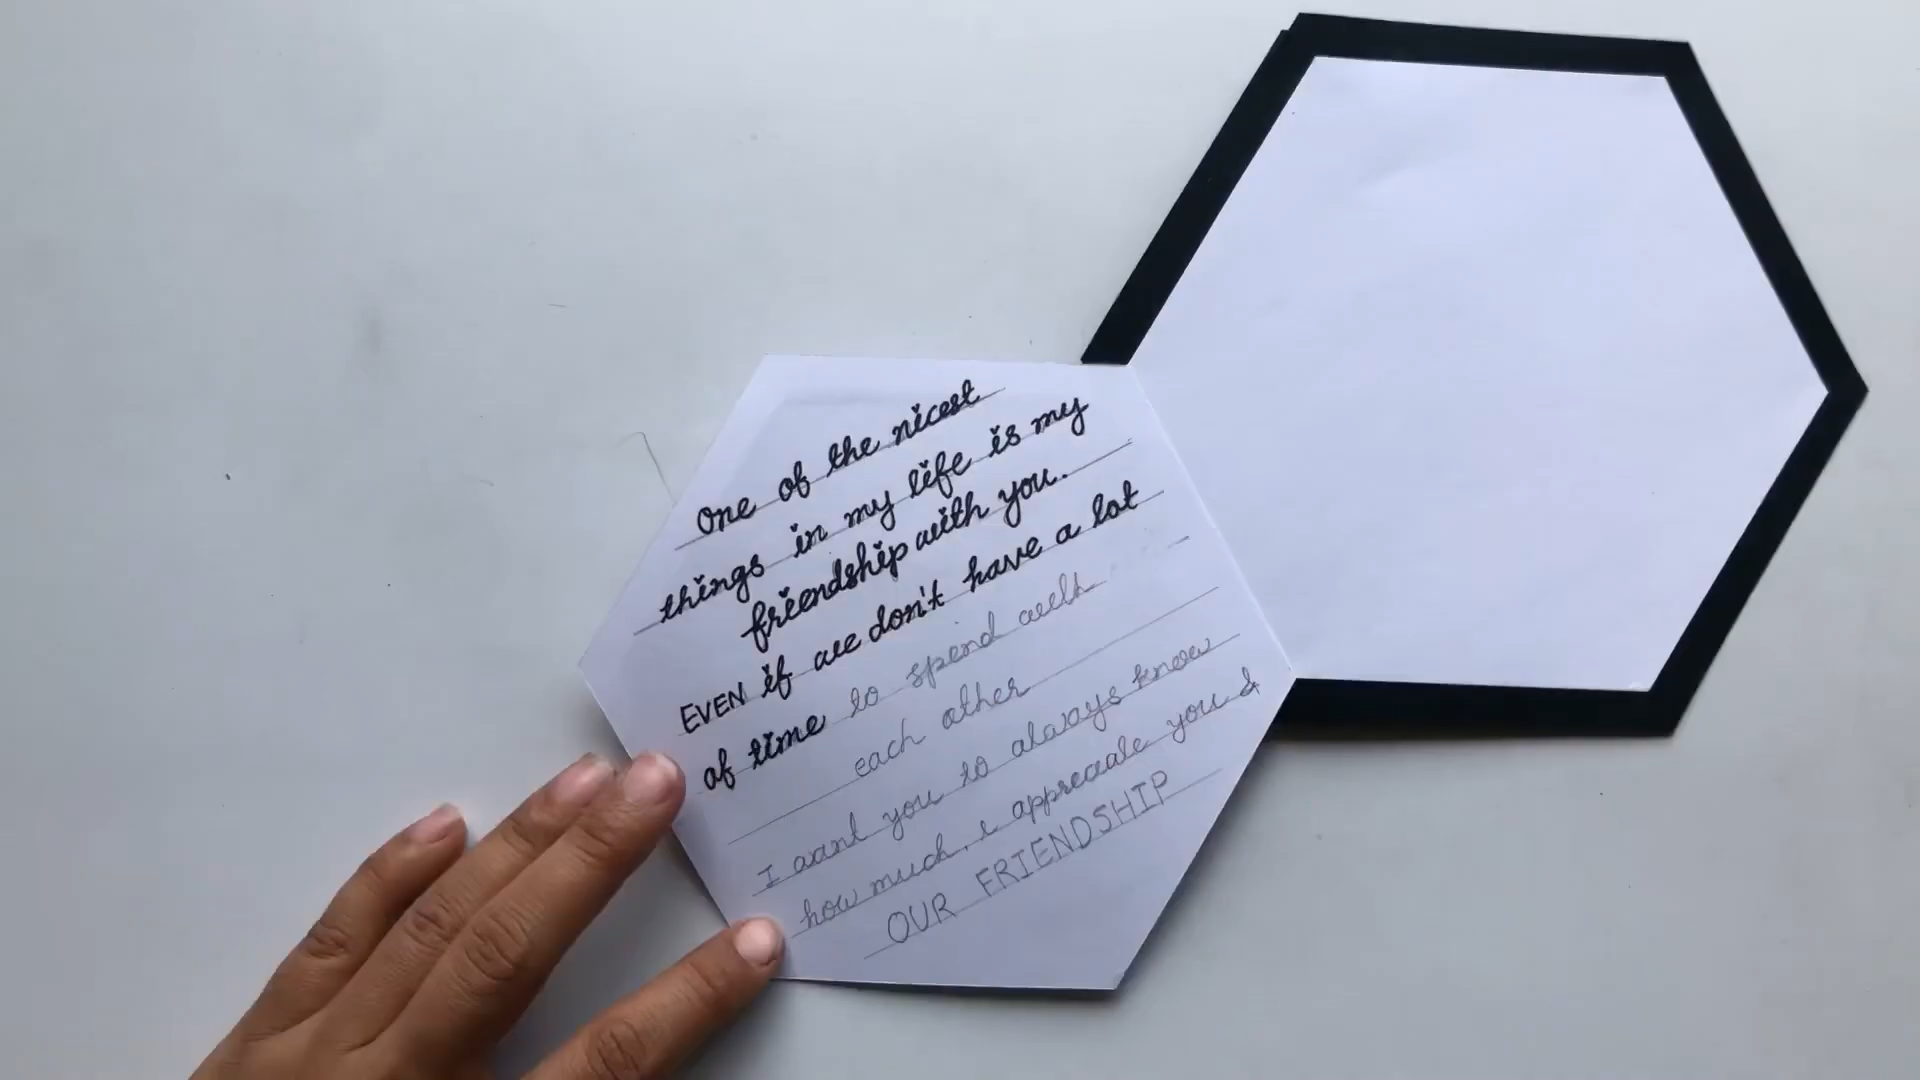 One of the nicest
things in my life is my
friendship with you.
EVEN if we don't have a lot
of time to spend with
each other
I want you to always know
how much, i appreciate you &
OUR FRIENDSHIP